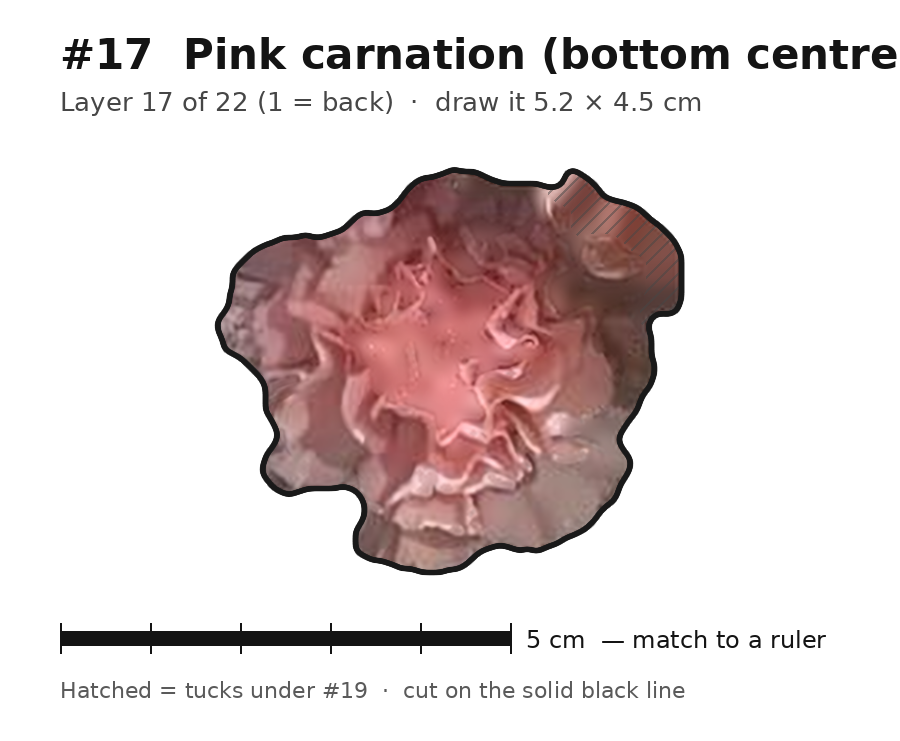 #17 Pink carnation (bottom centre
Layer 17 of 22 (1 = back) · draw it 5.2 × 4.5 cm
5 cm — match to a ruler
Hatched = tucks under #19 · cut on the solid black line